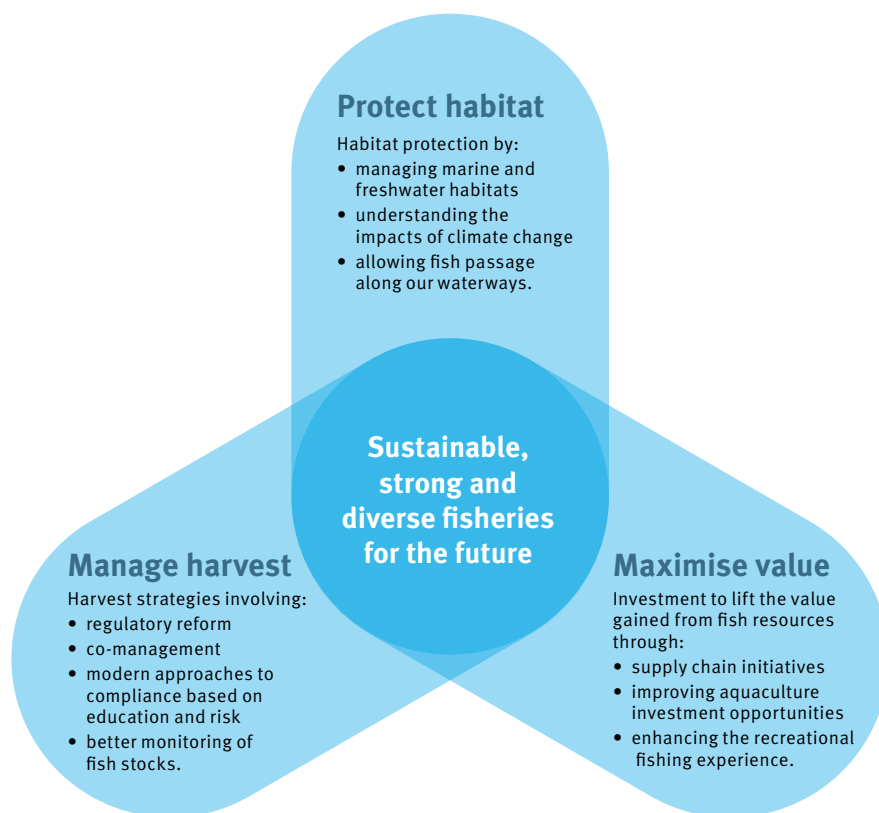 Protect habitat
Habitat protection by:
• managing marine and
freshwater habitats
• understanding the
impacts of climate change
• allowing fish passage
along our waterways.
Sustainable,
strong and
diverse fisheries
for the future
Manage harvest
Harvest strategies involving:
• regulatory reform
• co-management
• modern approaches to
compliance based on
education and risk
• better monitoring of
fish stocks.
Maximise value
Investment to lift the value
gained from fish resources
through:
• supply chain initiatives
• improving aquaculture
investment opportunities
• enhancing the recreational
fishing experience.